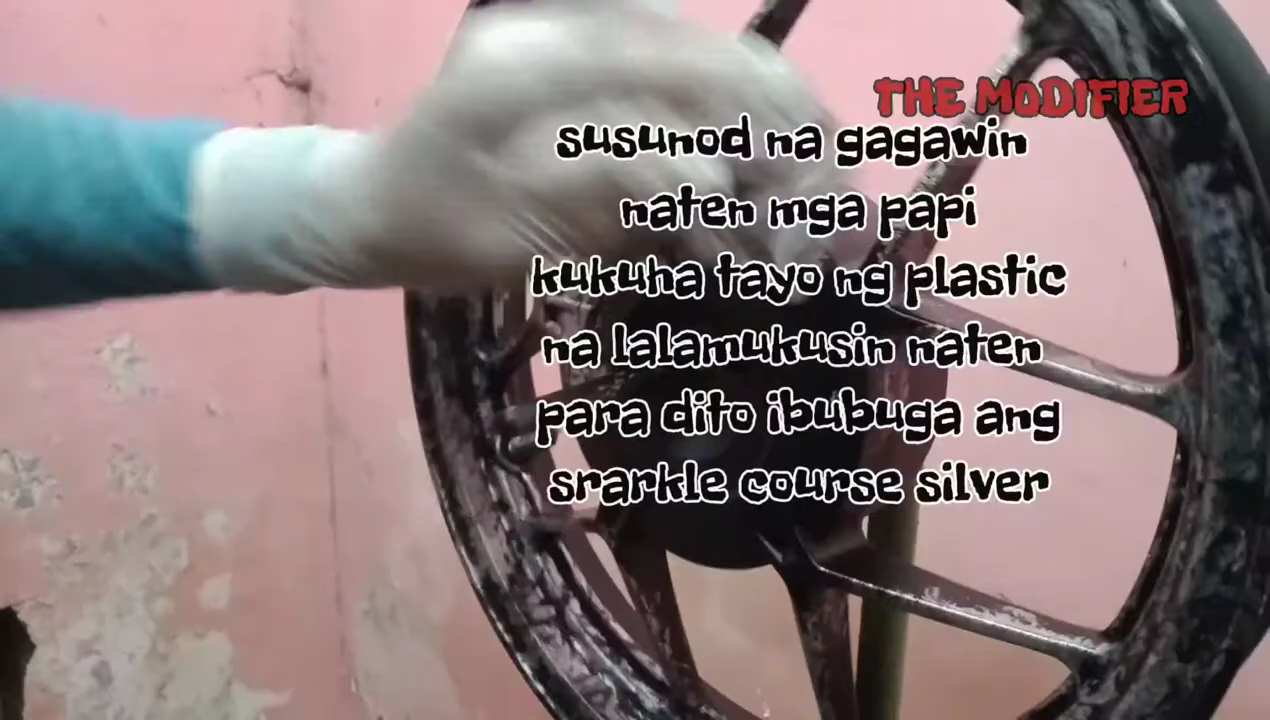 THE MODIFIER
susunod na gagawin
naten mga papi
kukuha tayo ng plastic
na lalamukusin naten
para dito ibubuga ang
srarkle course silver